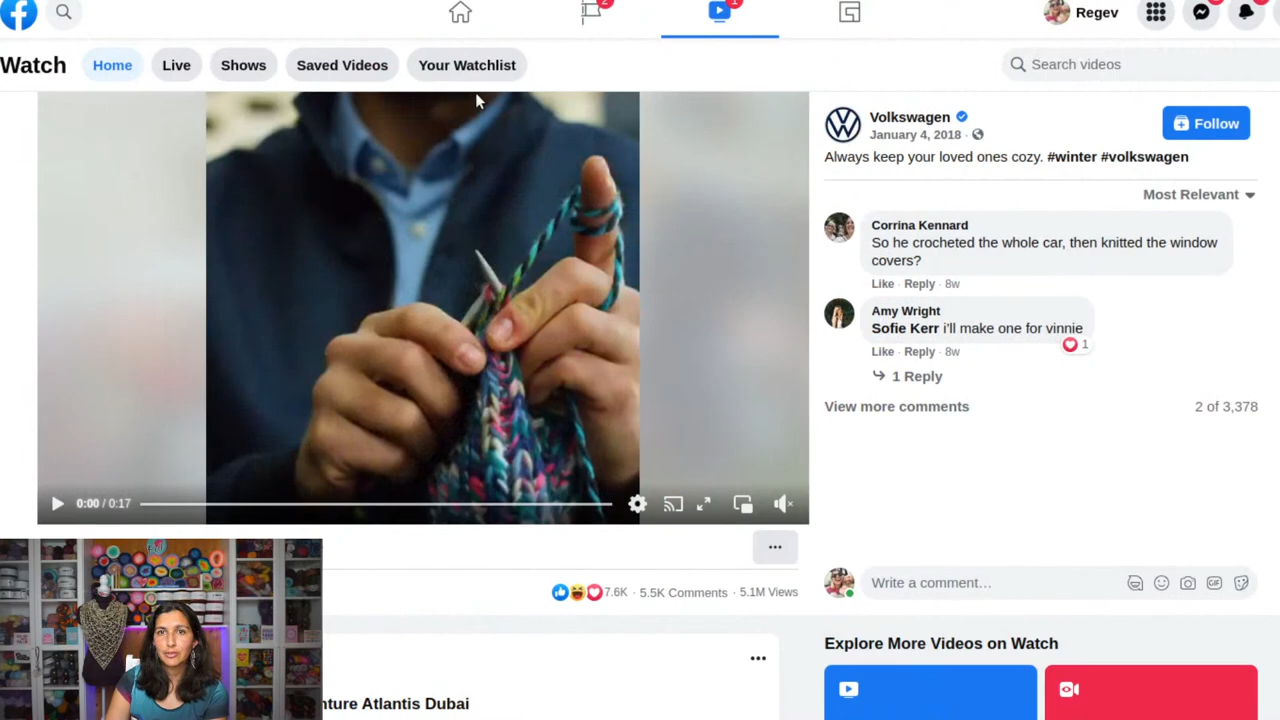 2
1
Regev
Watch
Home
Live
Shows
Saved Videos
Your Watchlist
Search videos
Volkswagen
January 4, 2018 ·
Follow
Always keep your loved ones cozy. #winter #volkswagen
Most Relevant
Corrina Kennard
So he crocheted the whole car, then knitted the window
covers?
Like · Reply · 8w
Amy Wright
Sofie Kerr i'll make one for vinnie
1
Like · Reply · 8w
1 Reply
View more comments
2 of 3,378
0:00 / 0:17
...
7.6K · 5.5K Comments · 5.1M Views
Write a comment…
GIF
Explore More Videos on Watch
...
nture Atlantis Dubai